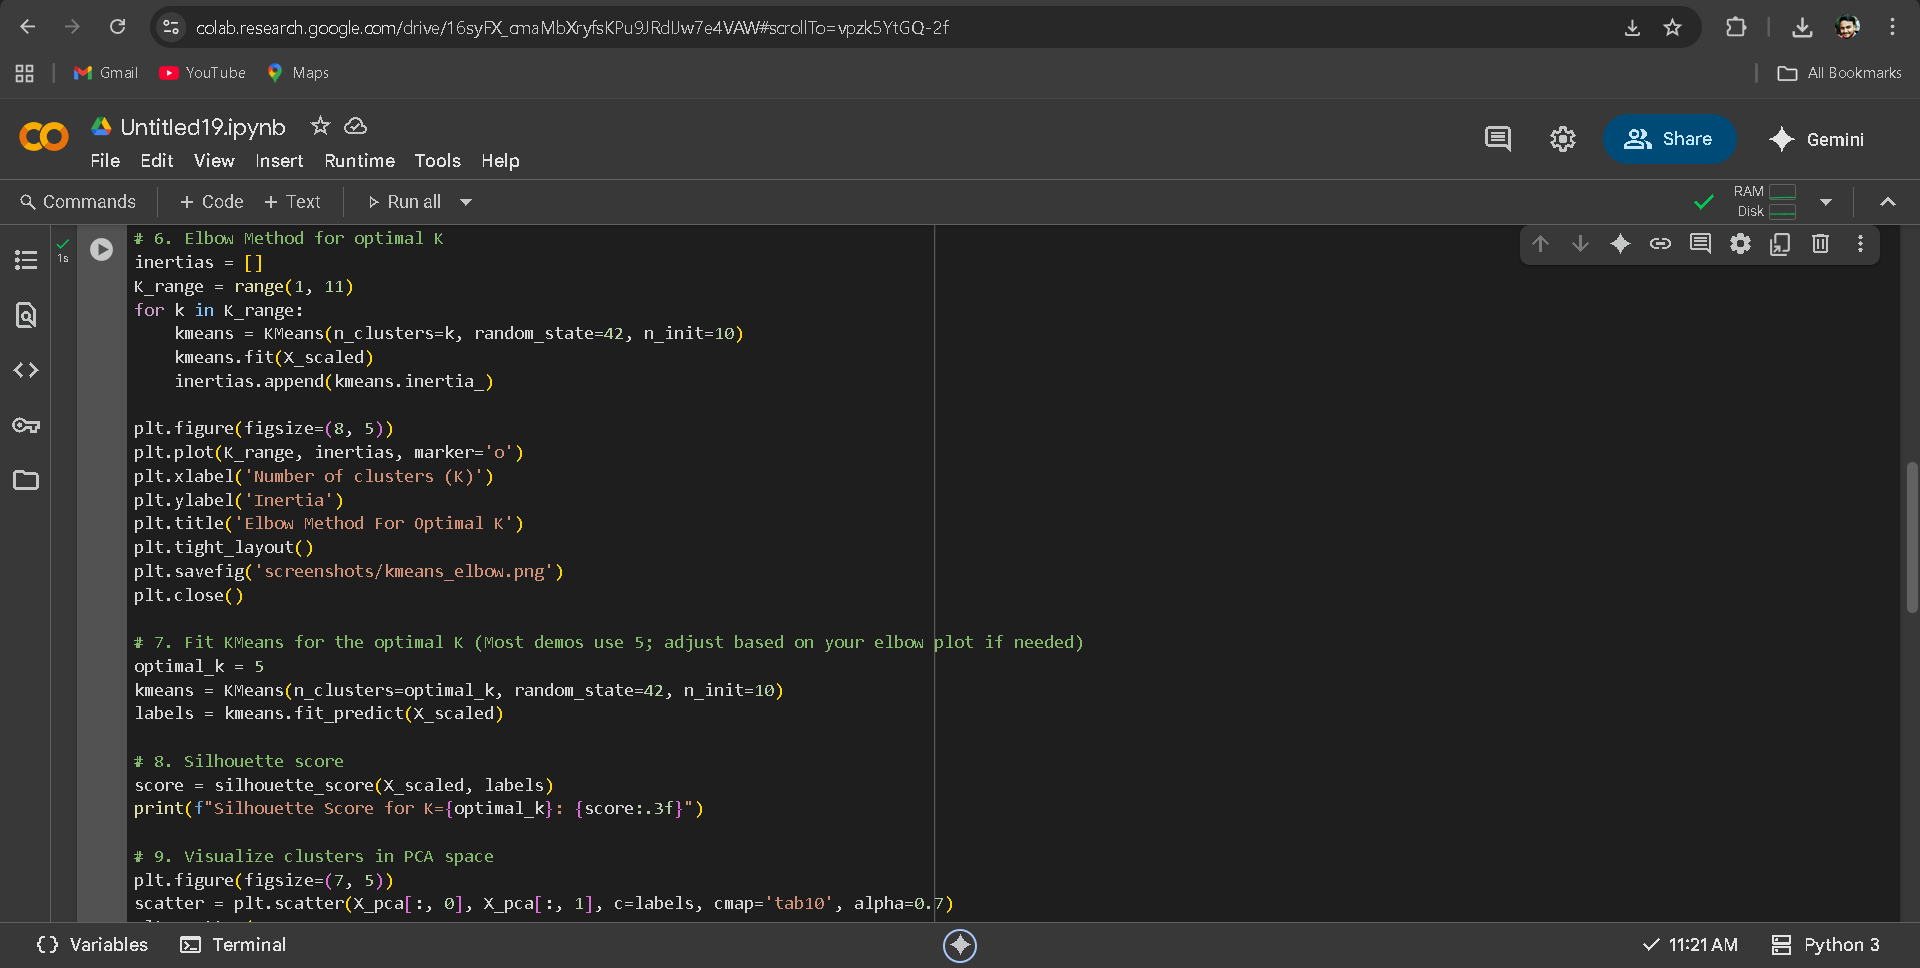 colab.research.google.com/drive/16syFX_cmaMbXryfsKPu9JRdIJw7e4VAW#scrollTo=vpzk5YtGQ-2f
Gmail YouTube Maps All Bookmarks
CO Untitled19.ipynb
File Edit View Insert Runtime Tools Help
Share Gemini
Commands + Code + Text Run all
RAM
Disk
1s
# 6. Elbow Method for optimal K
inertias = []
K_range = range(1, 11)
for k in K_range:
    kmeans = KMeans(n_clusters=k, random_state=42, n_init=10)
    kmeans.fit(X_scaled)
    inertias.append(kmeans.inertia_)
plt.figure(figsize=(8, 5))
plt.plot(K_range, inertias, marker='o')
plt.xlabel('Number of clusters (K)')
plt.ylabel('Inertia')
plt.title('Elbow Method For Optimal K')
plt.tight_layout()
plt.savefig('screenshots/kmeans_elbow.png')
plt.close()
# 7. Fit KMeans for the optimal K (Most demos use 5; adjust based on your elbow plot if needed)
optimal_k = 5
kmeans = KMeans(n_clusters=optimal_k, random_state=42, n_init=10)
labels = kmeans.fit_predict(X_scaled)
# 8. Silhouette score
score = silhouette_score(X_scaled, labels)
print(f"Silhouette Score for K={optimal_k}: {score:.3f}")
# 9. Visualize clusters in PCA space
plt.figure(figsize=(7, 5))
scatter = plt.scatter(X_pca[:, 0], X_pca[:, 1], c=labels, cmap='tab10', alpha=0.7)
Variables Terminal 11:21 AM Python 3